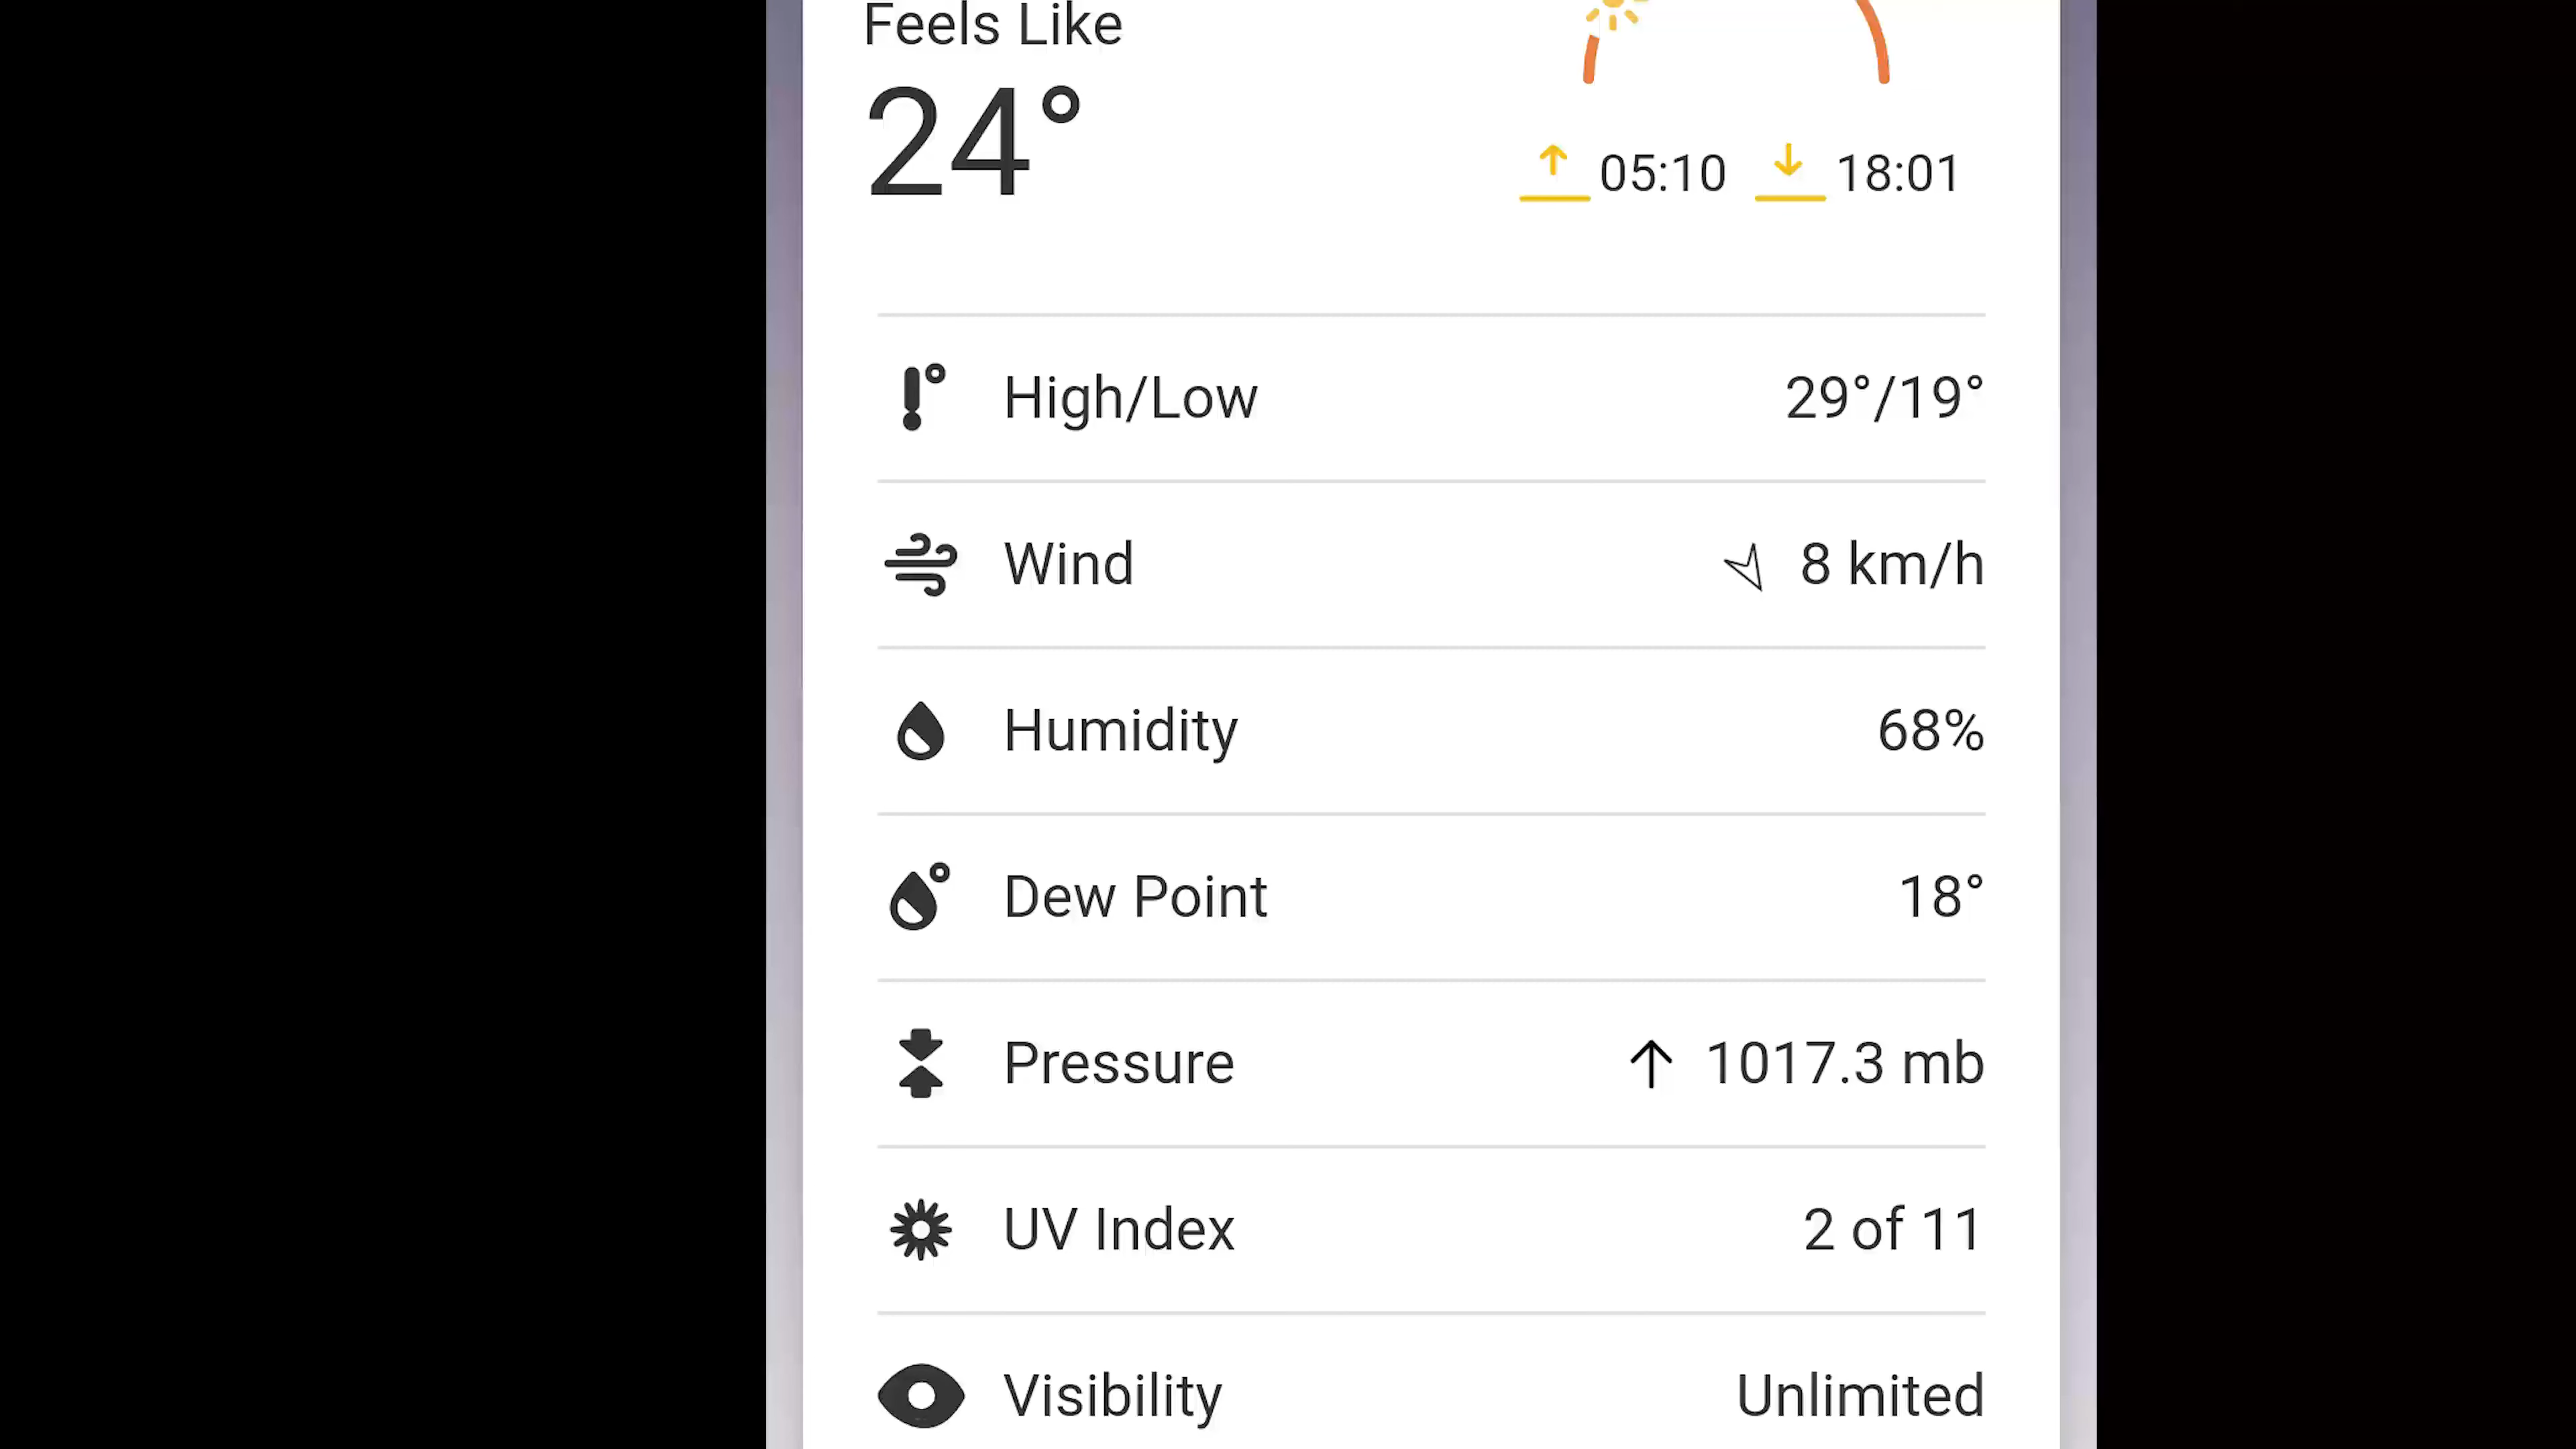 Feels Like
24°
05:10 18:01
High/Low 29°/19°
Wind 8 km/h
Humidity 68%
Dew Point 18°
Pressure ↑ 1017.3 mb
UV Index 2 of 11
Visibility Unlimited